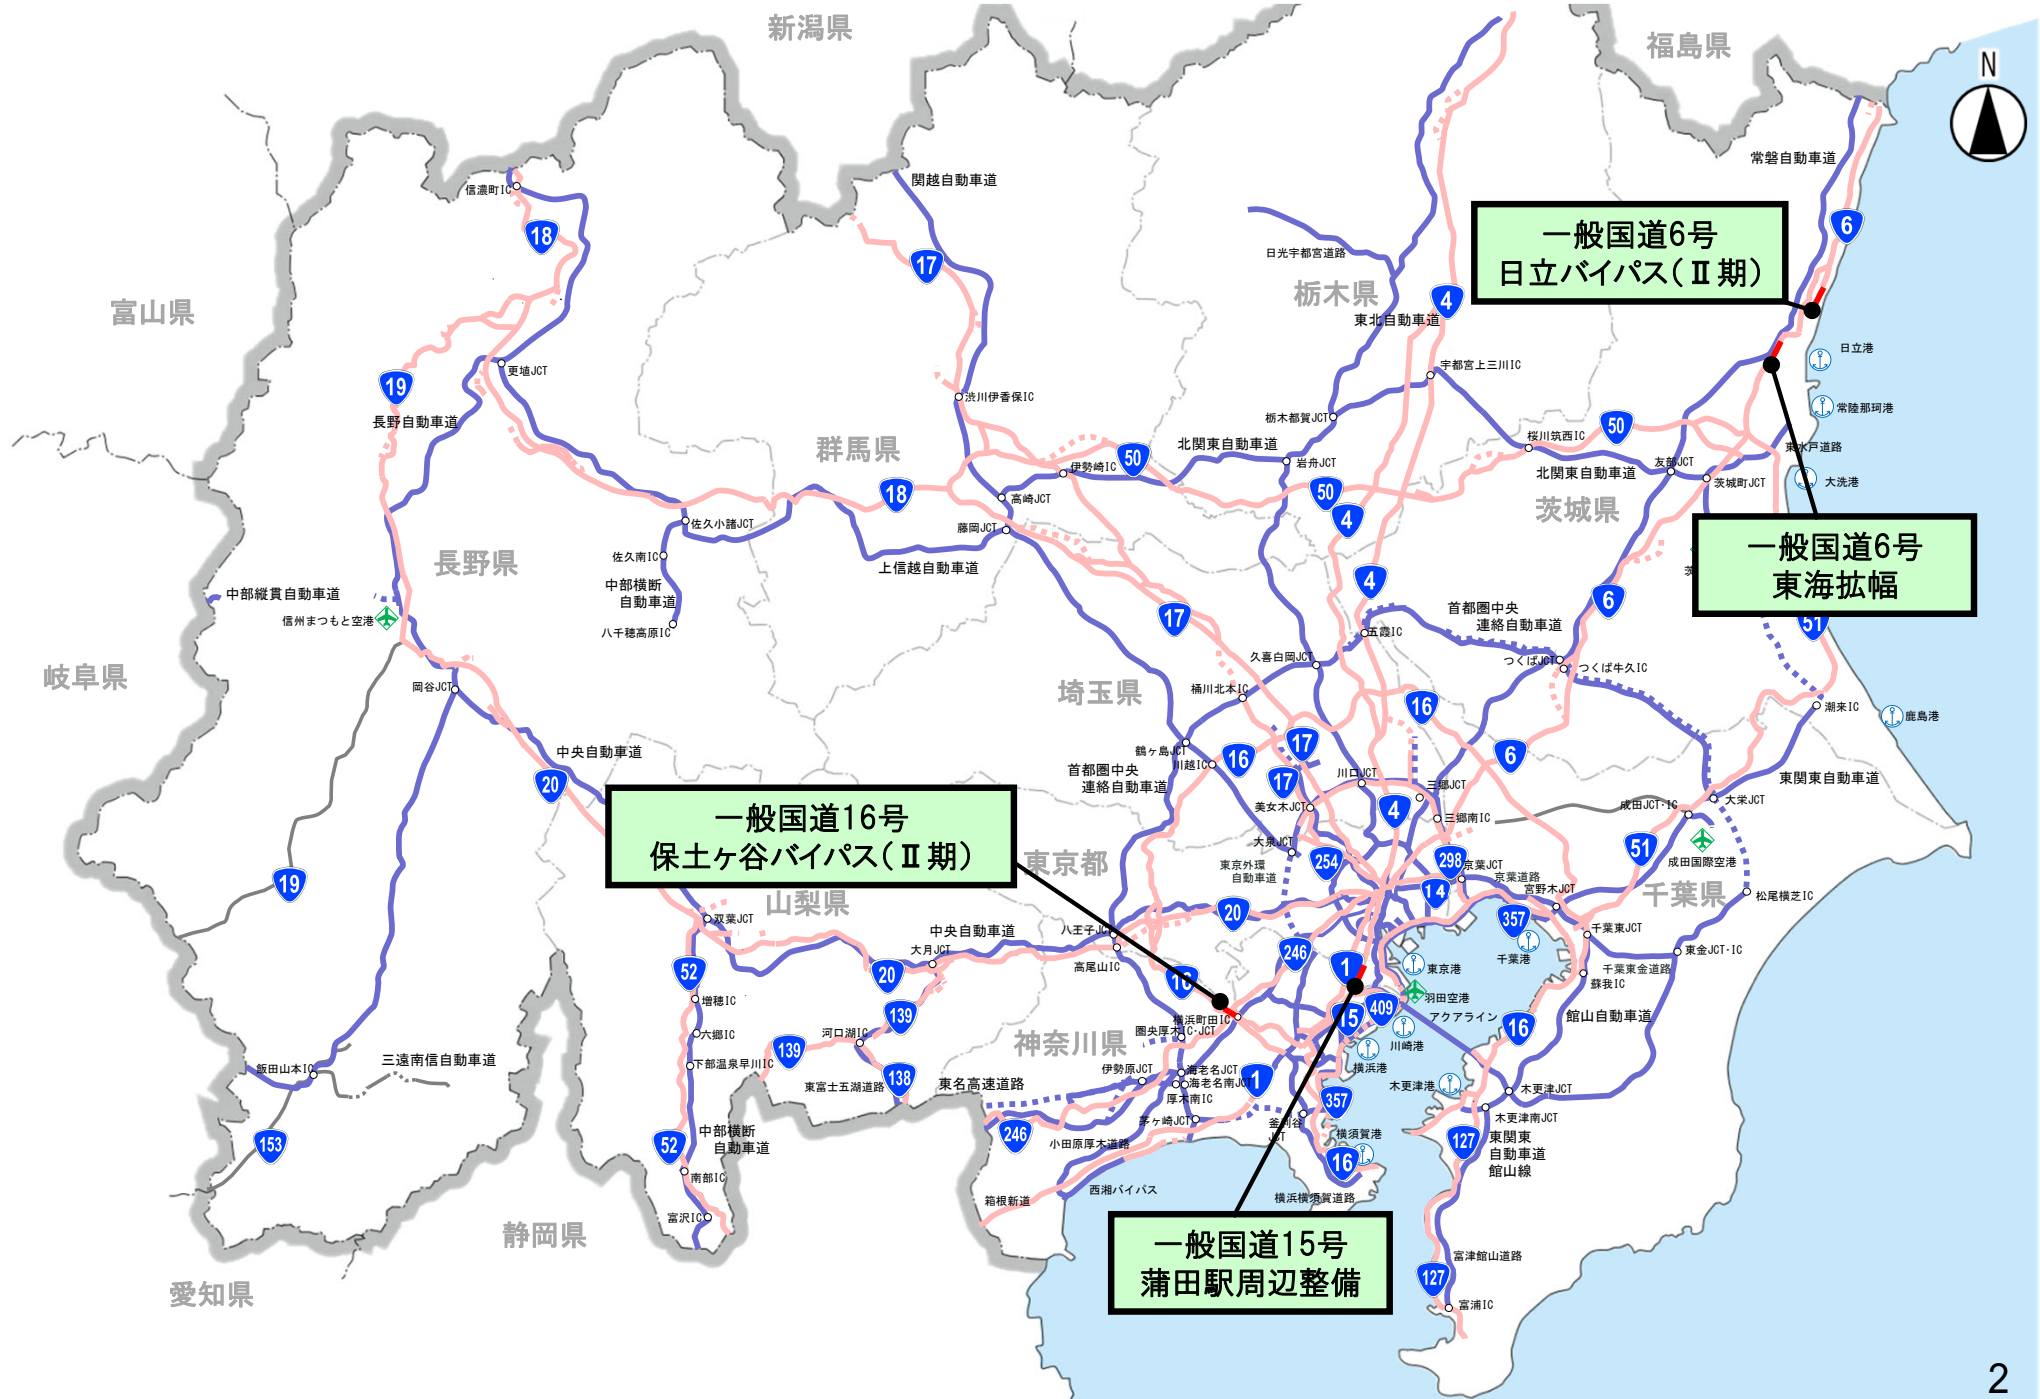 新潟県
福島県
N
常磐自動車道
関越自動車道
信濃町IC
18
17
6
一般国道6号
日立バイパス(Ⅱ期)
日光宇都宮道路
栃木県
4
東北自動車道
富山県
日立港
更埴JCT
宇都宮上三川IC
19
渋川伊香保IC
常陸那珂港
長野自動車道
栃木都賀JCT
50
桜川筑西IC
北関東自動車道
群馬県
50
東水戸道路
伊勢崎IC
岩舟JCT
友部JCT
北関東自動車道
茨城町JCT
大洗港
18
高崎JCT
50
茨城県
佐久小諸JCT
藤岡JCT
4
一般国道6号
東海拡幅
長野県
佐久南IC
上信越自動車道
茨
中部横断
自動車道
4
中部縦貫自動車道
信州まつもと空港
八千穂高原IC
17
首都圏中央
連絡自動車道
6
51
五霞IC
久喜白岡JCT
つくばJCT
つくば牛久IC
岐阜県
岡谷JCT
埼玉県
桶川北本IC
16
潮来IC
鹿島港
中央自動車道
鶴ヶ島JCT
17
16
6
川越IC
首都圏中央
連絡自動車道
20
17
川口JCT
三郷JCT
東関東自動車道
大栄JCT
成田JCT・IC
美女木JCT
4
三郷南IC
一般国道16号
保土ヶ谷バイパス(Ⅱ期)
大泉JCT
成田国際空港
51
東京都
東京外環
自動車道
254
298
京葉JCT
京葉道路
19
14
宮野木JCT
千葉県
松尾横芝IC
山梨県
双葉JCT
20
357
中央自動車道
八王子JCT
千葉東JCT
大月JCT
246
千葉港
東金JCT・IC
高尾山IC
52
20
16
1
東京港
千葉東金道路
蘇我IC
増穂IC
羽田空港
139
横浜町田IC
15
409
アクアライン
館山自動車道
六郷IC
河口湖IC
圏央厚木IC・JCT
神奈川県
16
川崎港
139
横浜港
三遠南信自動車道
飯田山本IC
下部温泉早川IC
東富士五湖道路
138
東名高速道路
伊勢原JCT
海老名JCT
海老名南JCT
厚木南IC
1
木更津港
木更津JCT
357
木更津南JCT
茅ヶ崎JCT
釜利谷
JCT
153
52
中部横断
自動車道
246
小田原厚木道路
横須賀港
127
東関東
自動車道
館山線
16
南部IC
西湘バイパス
箱根新道
横浜横須賀道路
富沢IC
静岡県
一般国道15号
蒲田駅周辺整備
富津館山道路
127
愛知県
富浦IC
2